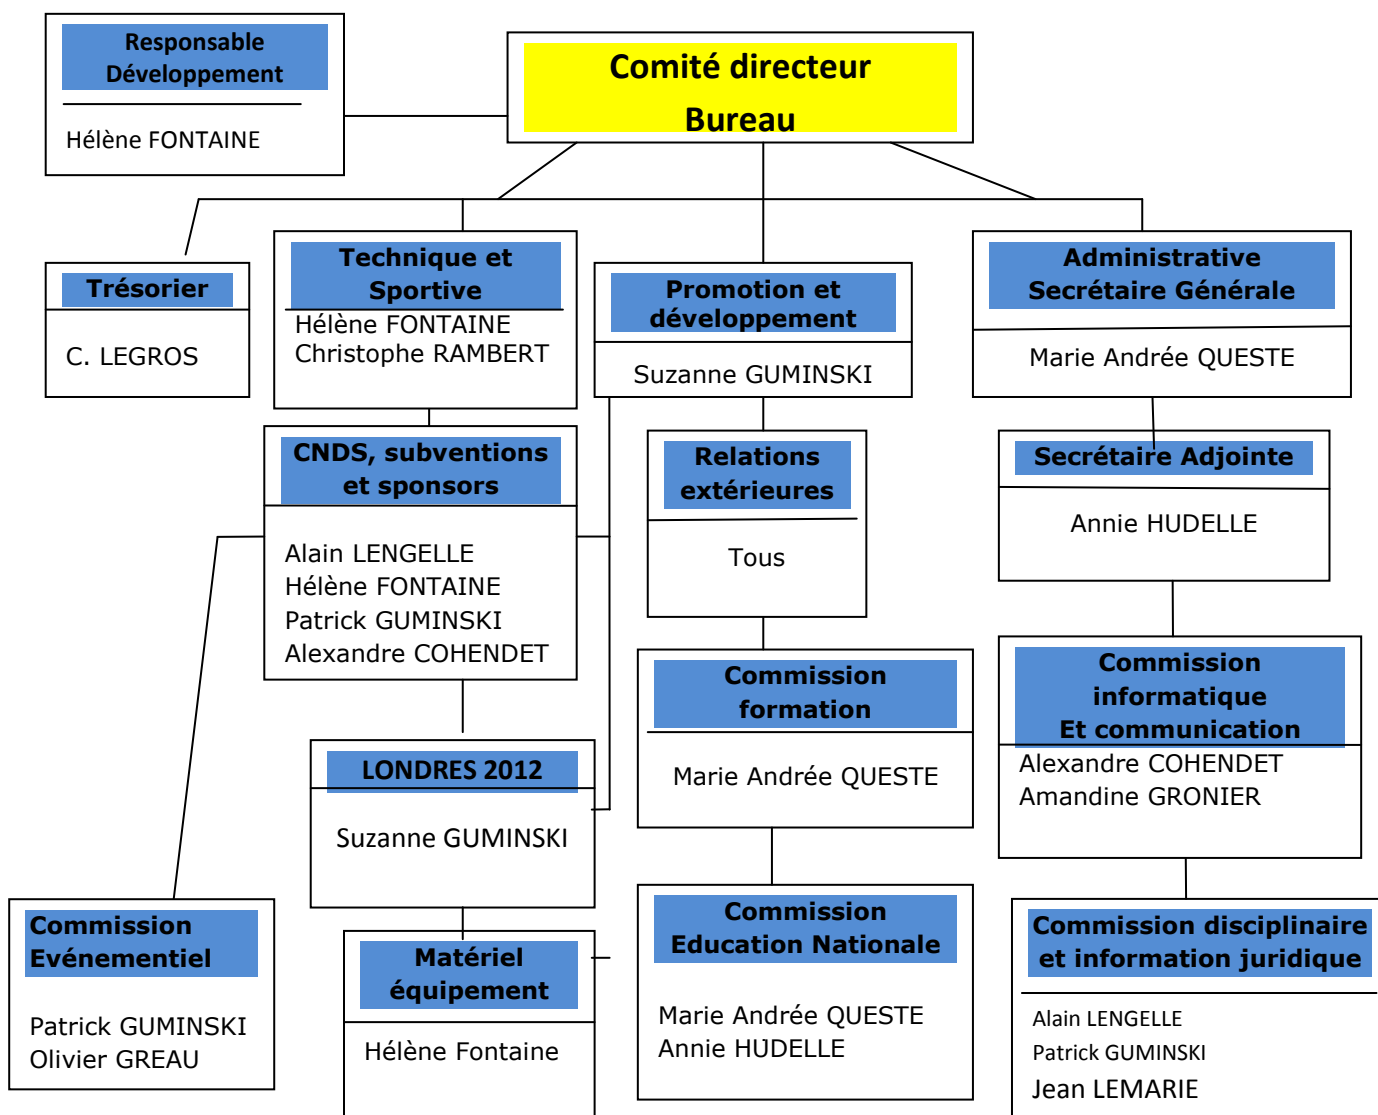 Responsable
Développement
Hélène FONTAINE
Comité directeur
Bureau
Trésorier
C. LEGROS
Technique et
Sportive
Hélène FONTAINE
Christophe RAMBERT
Promotion et
développement
Suzanne GUMINSKI
Administrative
Secrétaire Générale
Marie Andrée QUESTE
CNDS, subventions
et sponsors
Alain LENGELLE
Hélène FONTAINE
Patrick GUMINSKI
Alexandre COHENDET
Relations
extérieures
Tous
Secrétaire Adjointe
Annie HUDELLE
Commission
formation
Marie Andrée QUESTE
Commission
informatique
Et communication
Alexandre COHENDET
Amandine GRONIER
LONDRES 2012
Suzanne GUMINSKI
Commission
Evénementiel
Patrick GUMINSKI
Olivier GREAU
Matériel
équipement
Hélène Fontaine
Commission
Education Nationale
Marie Andrée QUESTE
Annie HUDELLE
Commission disciplinaire
et information juridique
Alain LENGELLE
Patrick GUMINSKI
Jean LEMARIE